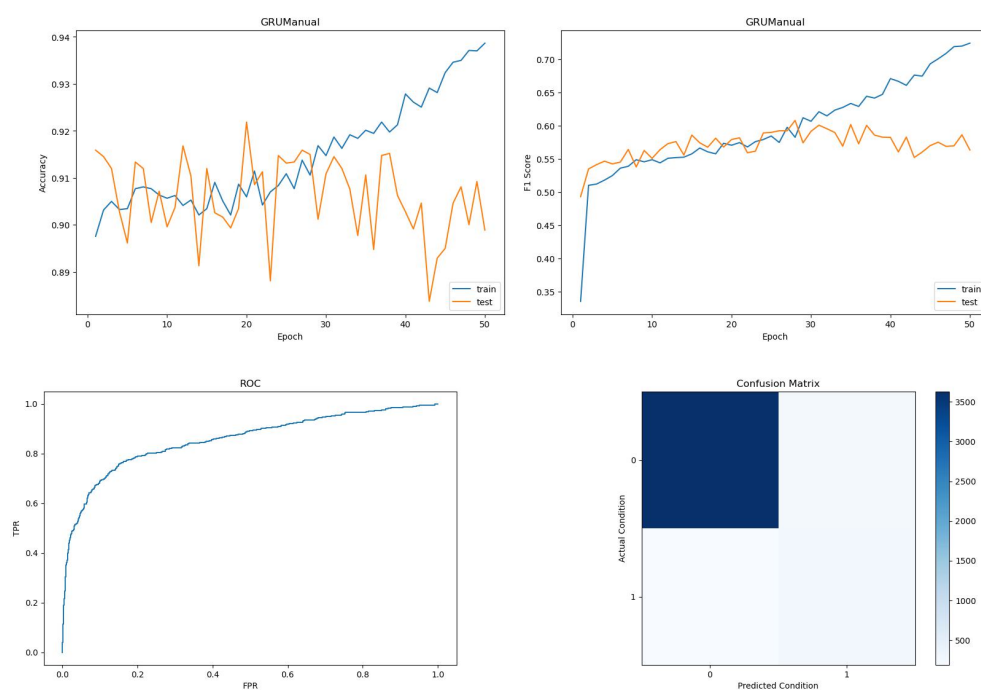 GRUManual
Accuracy
0.94
0.93
0.92
0.91
0.90
0.89
0 10 20 30 40 50
Epoch
train
test
GRUManual
F1 Score
0.70
0.65
0.60
0.55
0.50
0.45
0.40
0.35
0 10 20 30 40 50
Epoch
train
test
ROC
TPR
1.0
0.8
0.6
0.4
0.2
0.0
0.0 0.2 0.4 0.6 0.8 1.0
FPR
Confusion Matrix
Actual Condition
0
1
0 1
Predicted Condition
3500
3000
2500
2000
1500
1000
500